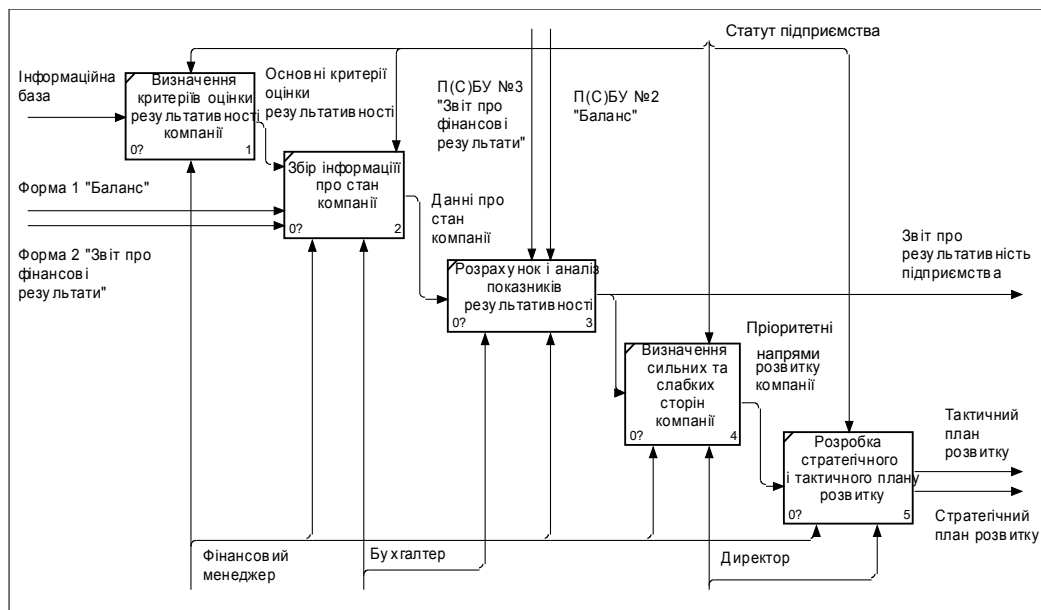 Статут підприємства
Інформаційна
база
Визначення
критеріїв оцінки
результативності
компанії
0?
1
Основні критерії
оцінки
результативності
П(С)БУ №3
"Звіт про
фінансові
результати"
П(С)БУ №2
"Баланс"
Форма 1 "Баланс"
Форма 2 "Звіт про
фінансові
результати"
Збір інформаціїї
про стан
компанії
0?
2
Данні про
стан
компанії
Розрахунок і аналіз
показників
результативності
0?
3
Звіт про
результативність
підприємства
Визначення
сильних та
слабких
сторін
компанії
0?
4
Пріоритетні
напрями
розвитку
компанії
Розробка
стратегічного
і тактичного плану
розвитку
0?
5
Тактичний
план
розвитку
Стратегічний
план розвитку
Фінансовий
менеджер
Бухгалтер
Директор